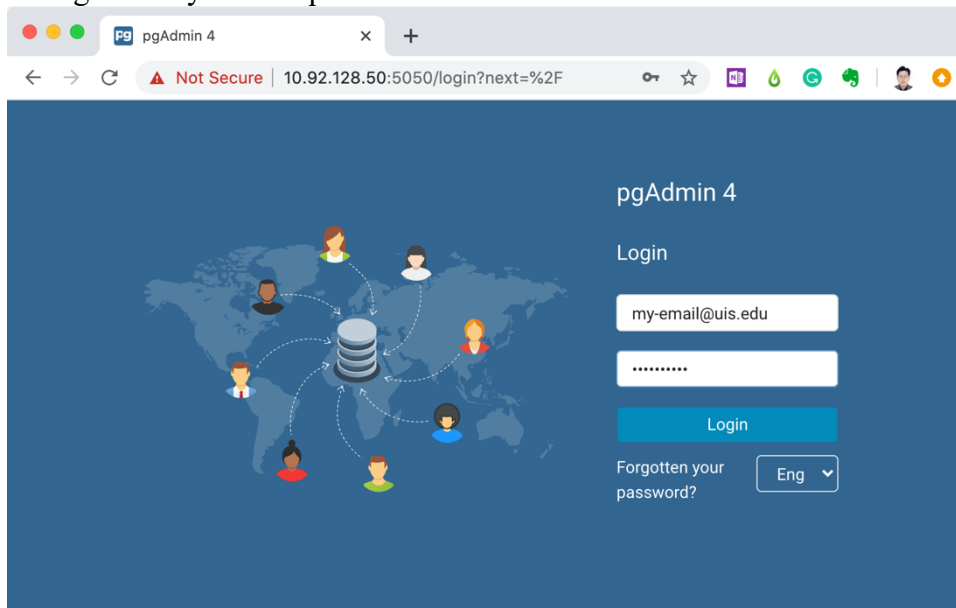 pgAdmin 4
Not Secure | 10.92.128.50:5050/login?next=%2F
pgAdmin 4
Login
my-email@uis.edu
••••••••••
Login
Forgotten your
password?
Eng